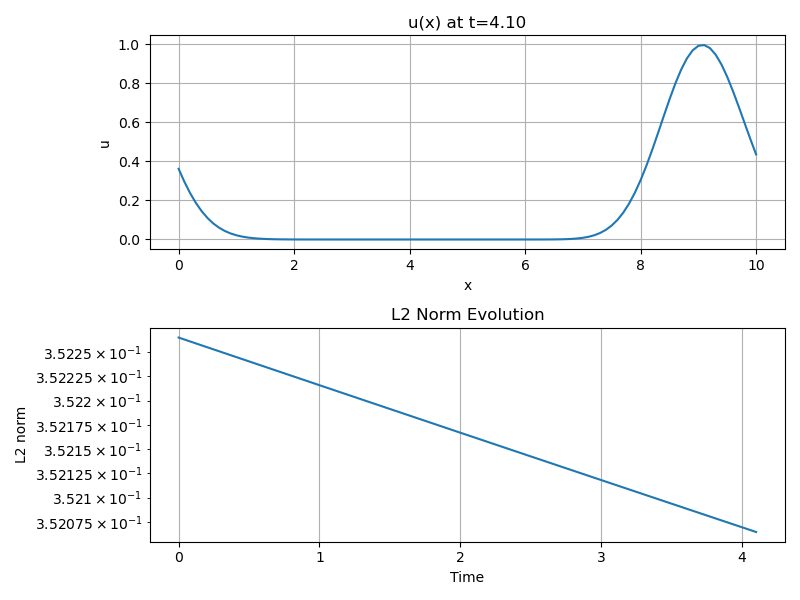 u(x) at t=4.10
1.0
0.8
0.6
0.4
0.2
0.0
u
0 2 4 6 8 10
x
L2 Norm Evolution
3.5225 × 10⁻¹
3.52225 × 10⁻¹
3.522 × 10⁻¹
3.52175 × 10⁻¹
3.5215 × 10⁻¹
3.52125 × 10⁻¹
3.521 × 10⁻¹
3.52075 × 10⁻¹
L2 norm
0 1 2 3 4
Time